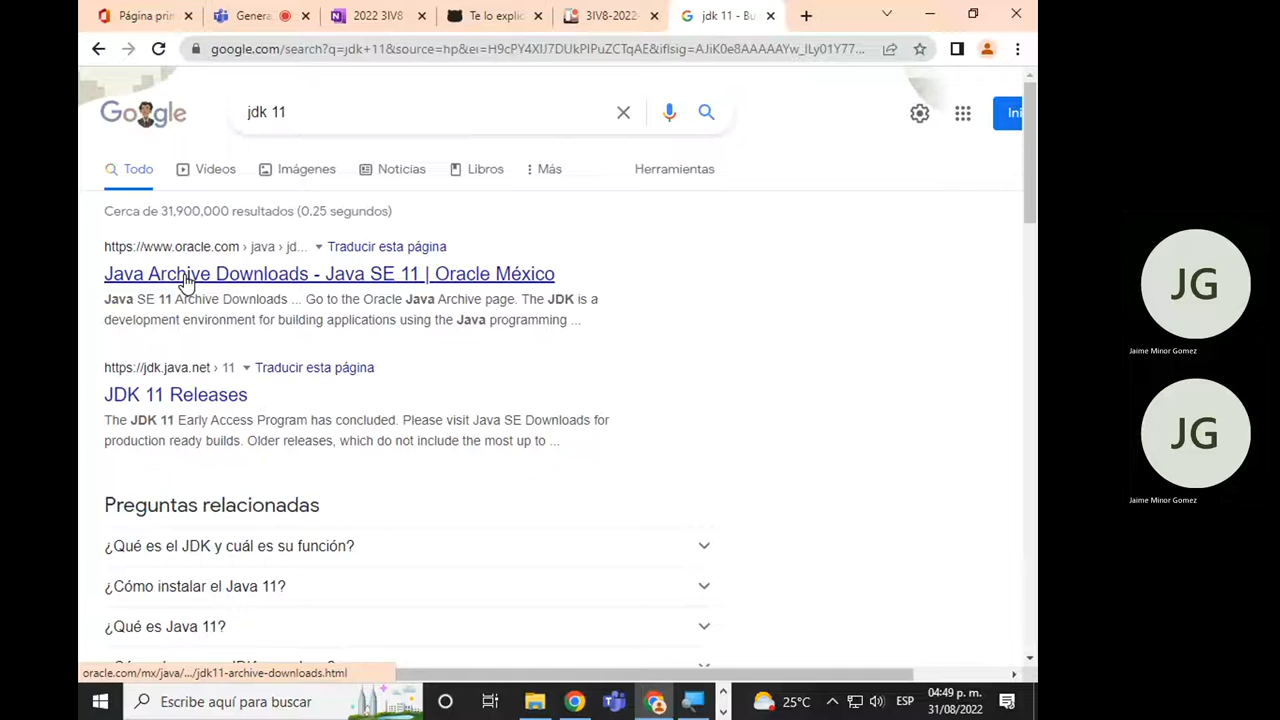 Página prin
Genera
2022 3IV8
Te lo explic
3IV8-2022-
jdk 11 - Bu
google.com/search?q=jdk+11&source=hp&ei=H9cPY4XIJ7DUkPIPuZCTqAE&iflsig=AJiK0e8AAAAAYw_lLy01Y77...
Google
jdk 11
Ini
Todo
Vídeos
Imágenes
Noticias
Libros
Más
Herramientas
Cerca de 31,900,000 resultados (0.25 segundos)
https://www.oracle.com › java › jd... Traducir esta página
Java Archive Downloads - Java SE 11 | Oracle México
Java SE 11 Archive Downloads ... Go to the Oracle Java Archive page. The JDK is a
development environment for building applications using the Java programming ...
https://jdk.java.net › 11 Traducir esta página
JDK 11 Releases
The JDK 11 Early Access Program has concluded. Please visit Java SE Downloads for
production ready builds. Older releases, which do not include the most up to ...
Preguntas relacionadas
¿Qué es el JDK y cuál es su función?
¿Cómo instalar el Java 11?
¿Qué es Java 11?
oracle.com/mx/java/.../jdk11-archive-downloads.html
Escribe aquí para buscar
25°C
ESP
04:49 p. m.
31/08/2022
JG
Jaime Minor Gomez
JG
Jaime Minor Gomez